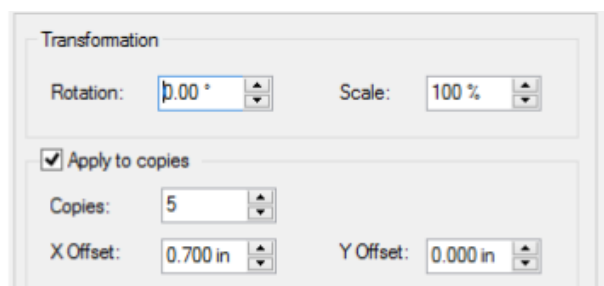 Transformation
Rotation: 0.00 ° Scale: 100 %
Apply to copies
Copies: 5
X Offset: 0.700 in Y Offset: 0.000 in